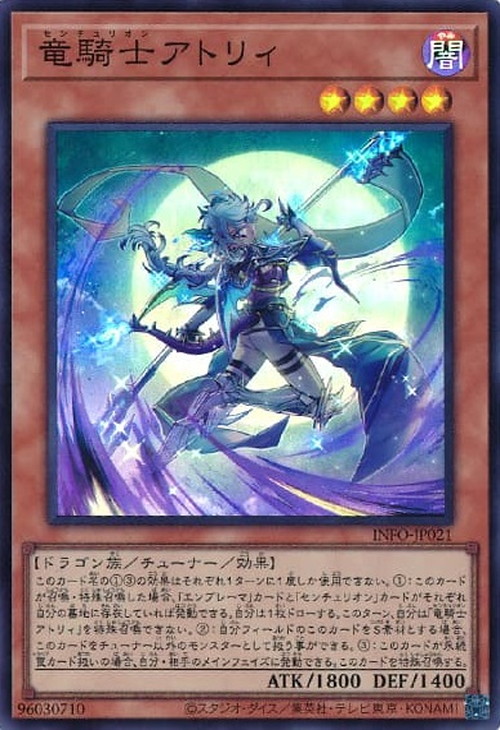 センチュリオン
竜騎士アトリィ
やみ
闇
INFO-JP021
【ドラゴン族／チューナー／効果】
このカード名の①③の効果はそれぞれ1ターンに1度しか使用できない。①：このカード
が召喚・特殊召喚した場合、「エンブレーマ」カードと「センチュリオン」カードがそれぞれ
自分の墓地に存在していれば発動できる。自分は1枚ドローする。このターン、自分は「竜騎士
アトリィ」を特殊召喚できない。②：自分フィールドのこのカードをS素材とする場合、
このカードをチューナー以外のモンスターとして扱う事ができる。③：このカードが永続
罠カード扱いの場合、自分・相手のメインフェイズに発動できる。このカードを特殊召喚する。
ATK/1800 DEF/1400
96030710
©スタジオ・ダイス／集英社・テレビ東京・KONAMI